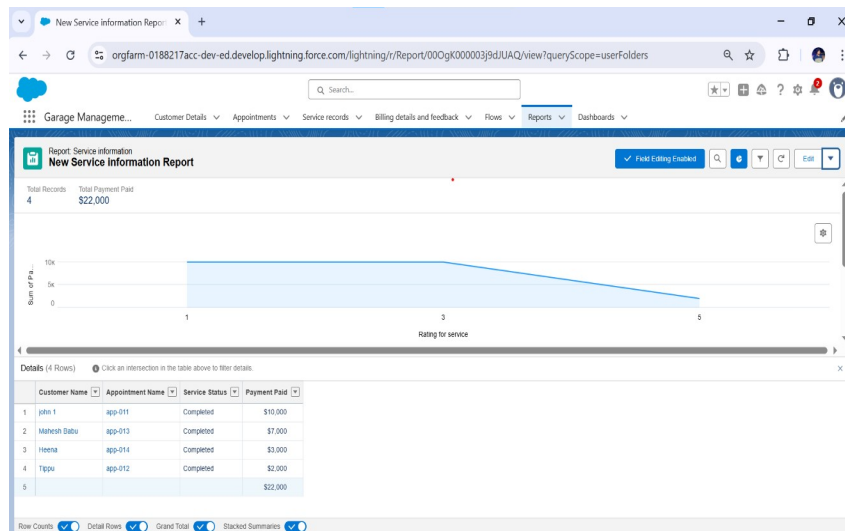 New Service information Repor
orgfarm-0188217acc-dev-ed.develop.lightning.force.com/lightning/r/Report/00OgK000003j9dJUAQ/view?queryScope=userFolders
Search...
2
Garage Manageme... Customer Details Appointments Service records Billing details and feedback Flows Reports Dashboards
Report: Service information
New Service information Report
Field Editing Enabled Edit
Total Records Total Payment Paid
4 $22,000
10K
5K
0
Sum of Pa...
1 3 5
Rating for service
Details (4 Rows) Click an intersection in the table above to filter details.
Customer Name Appointment Name Service Status Payment Paid
1 john 1 app-011 Completed $10,000
2 Mahesh Babu app-013 Completed $7,000
3 Heena app-014 Completed $3,000
4 Tippu app-012 Completed $2,000
5 $22,000
Row Counts Detail Rows Grand Total Stacked Summaries